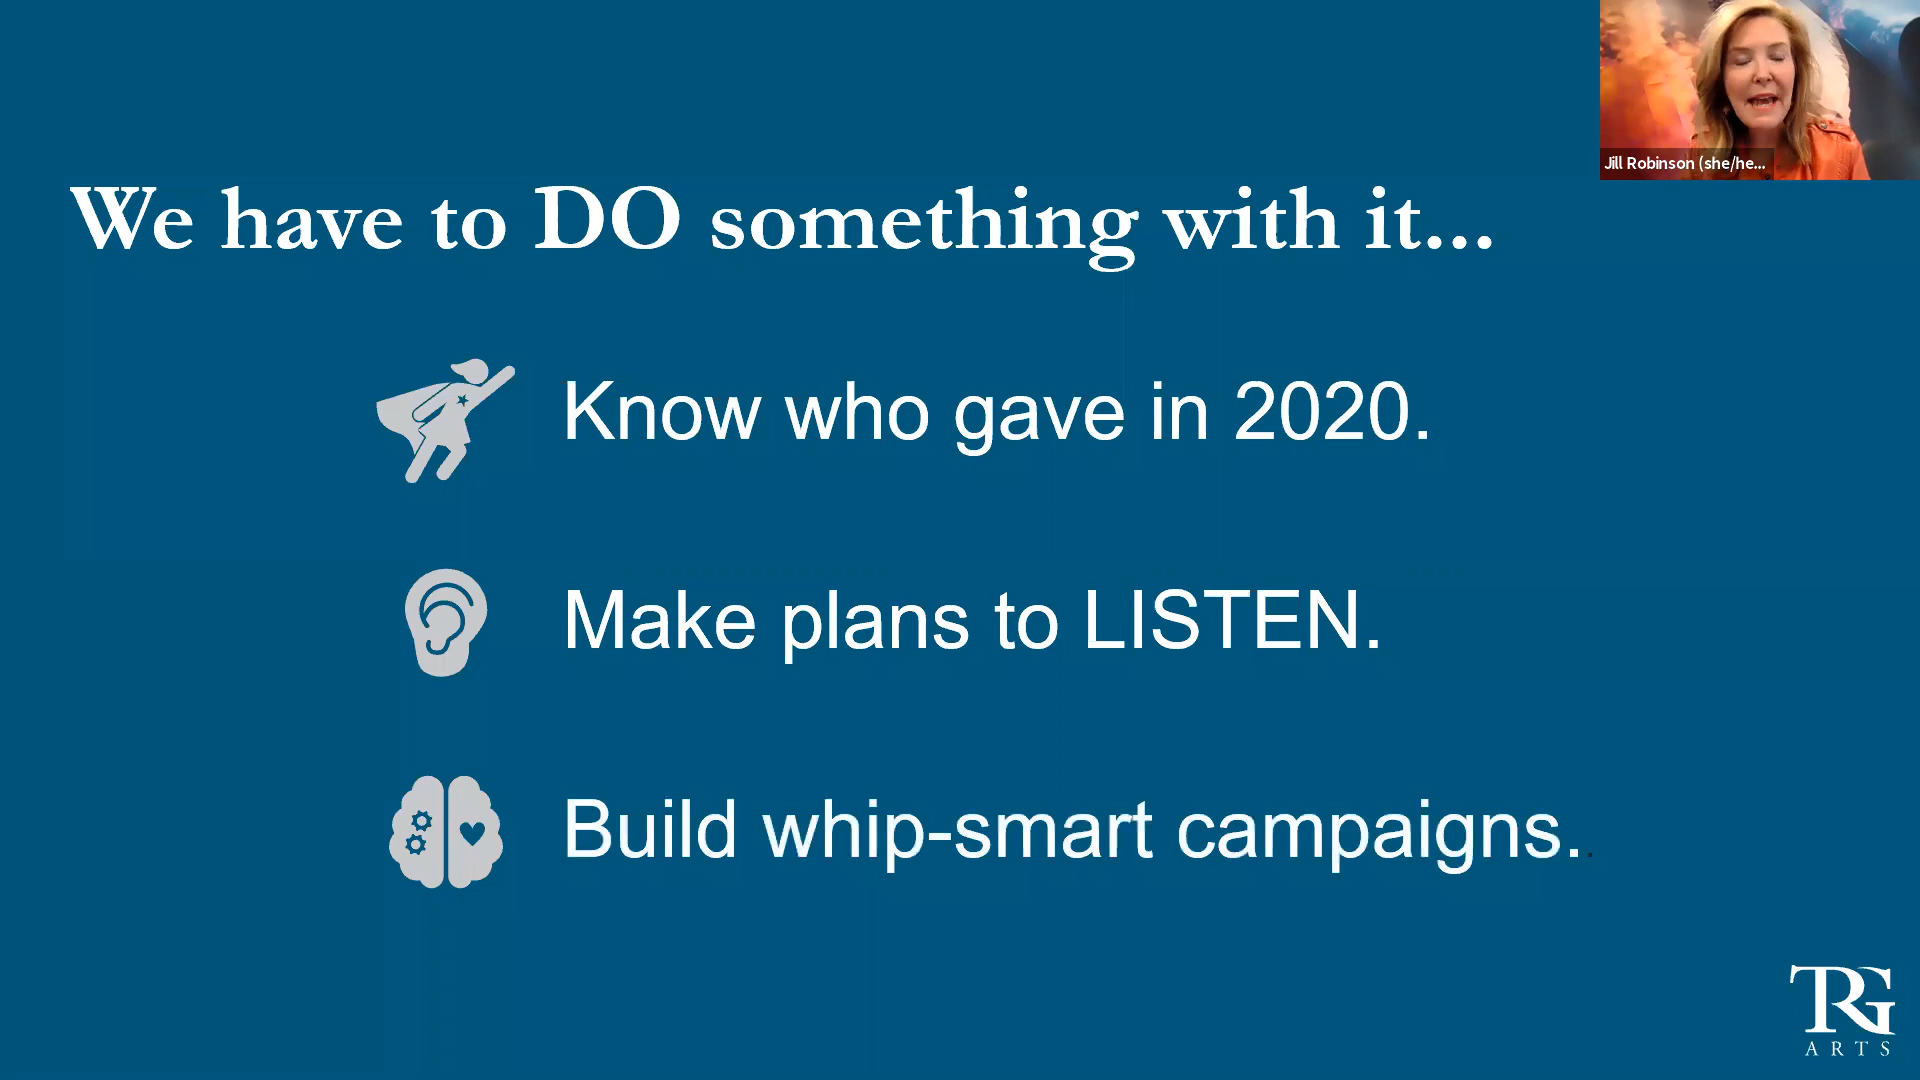 Jill Robinson (she/he...
We have to DO something with it...
Know who gave in 2020.
Make plans to LISTEN.
Build whip-smart campaigns..
TRG
ARTS